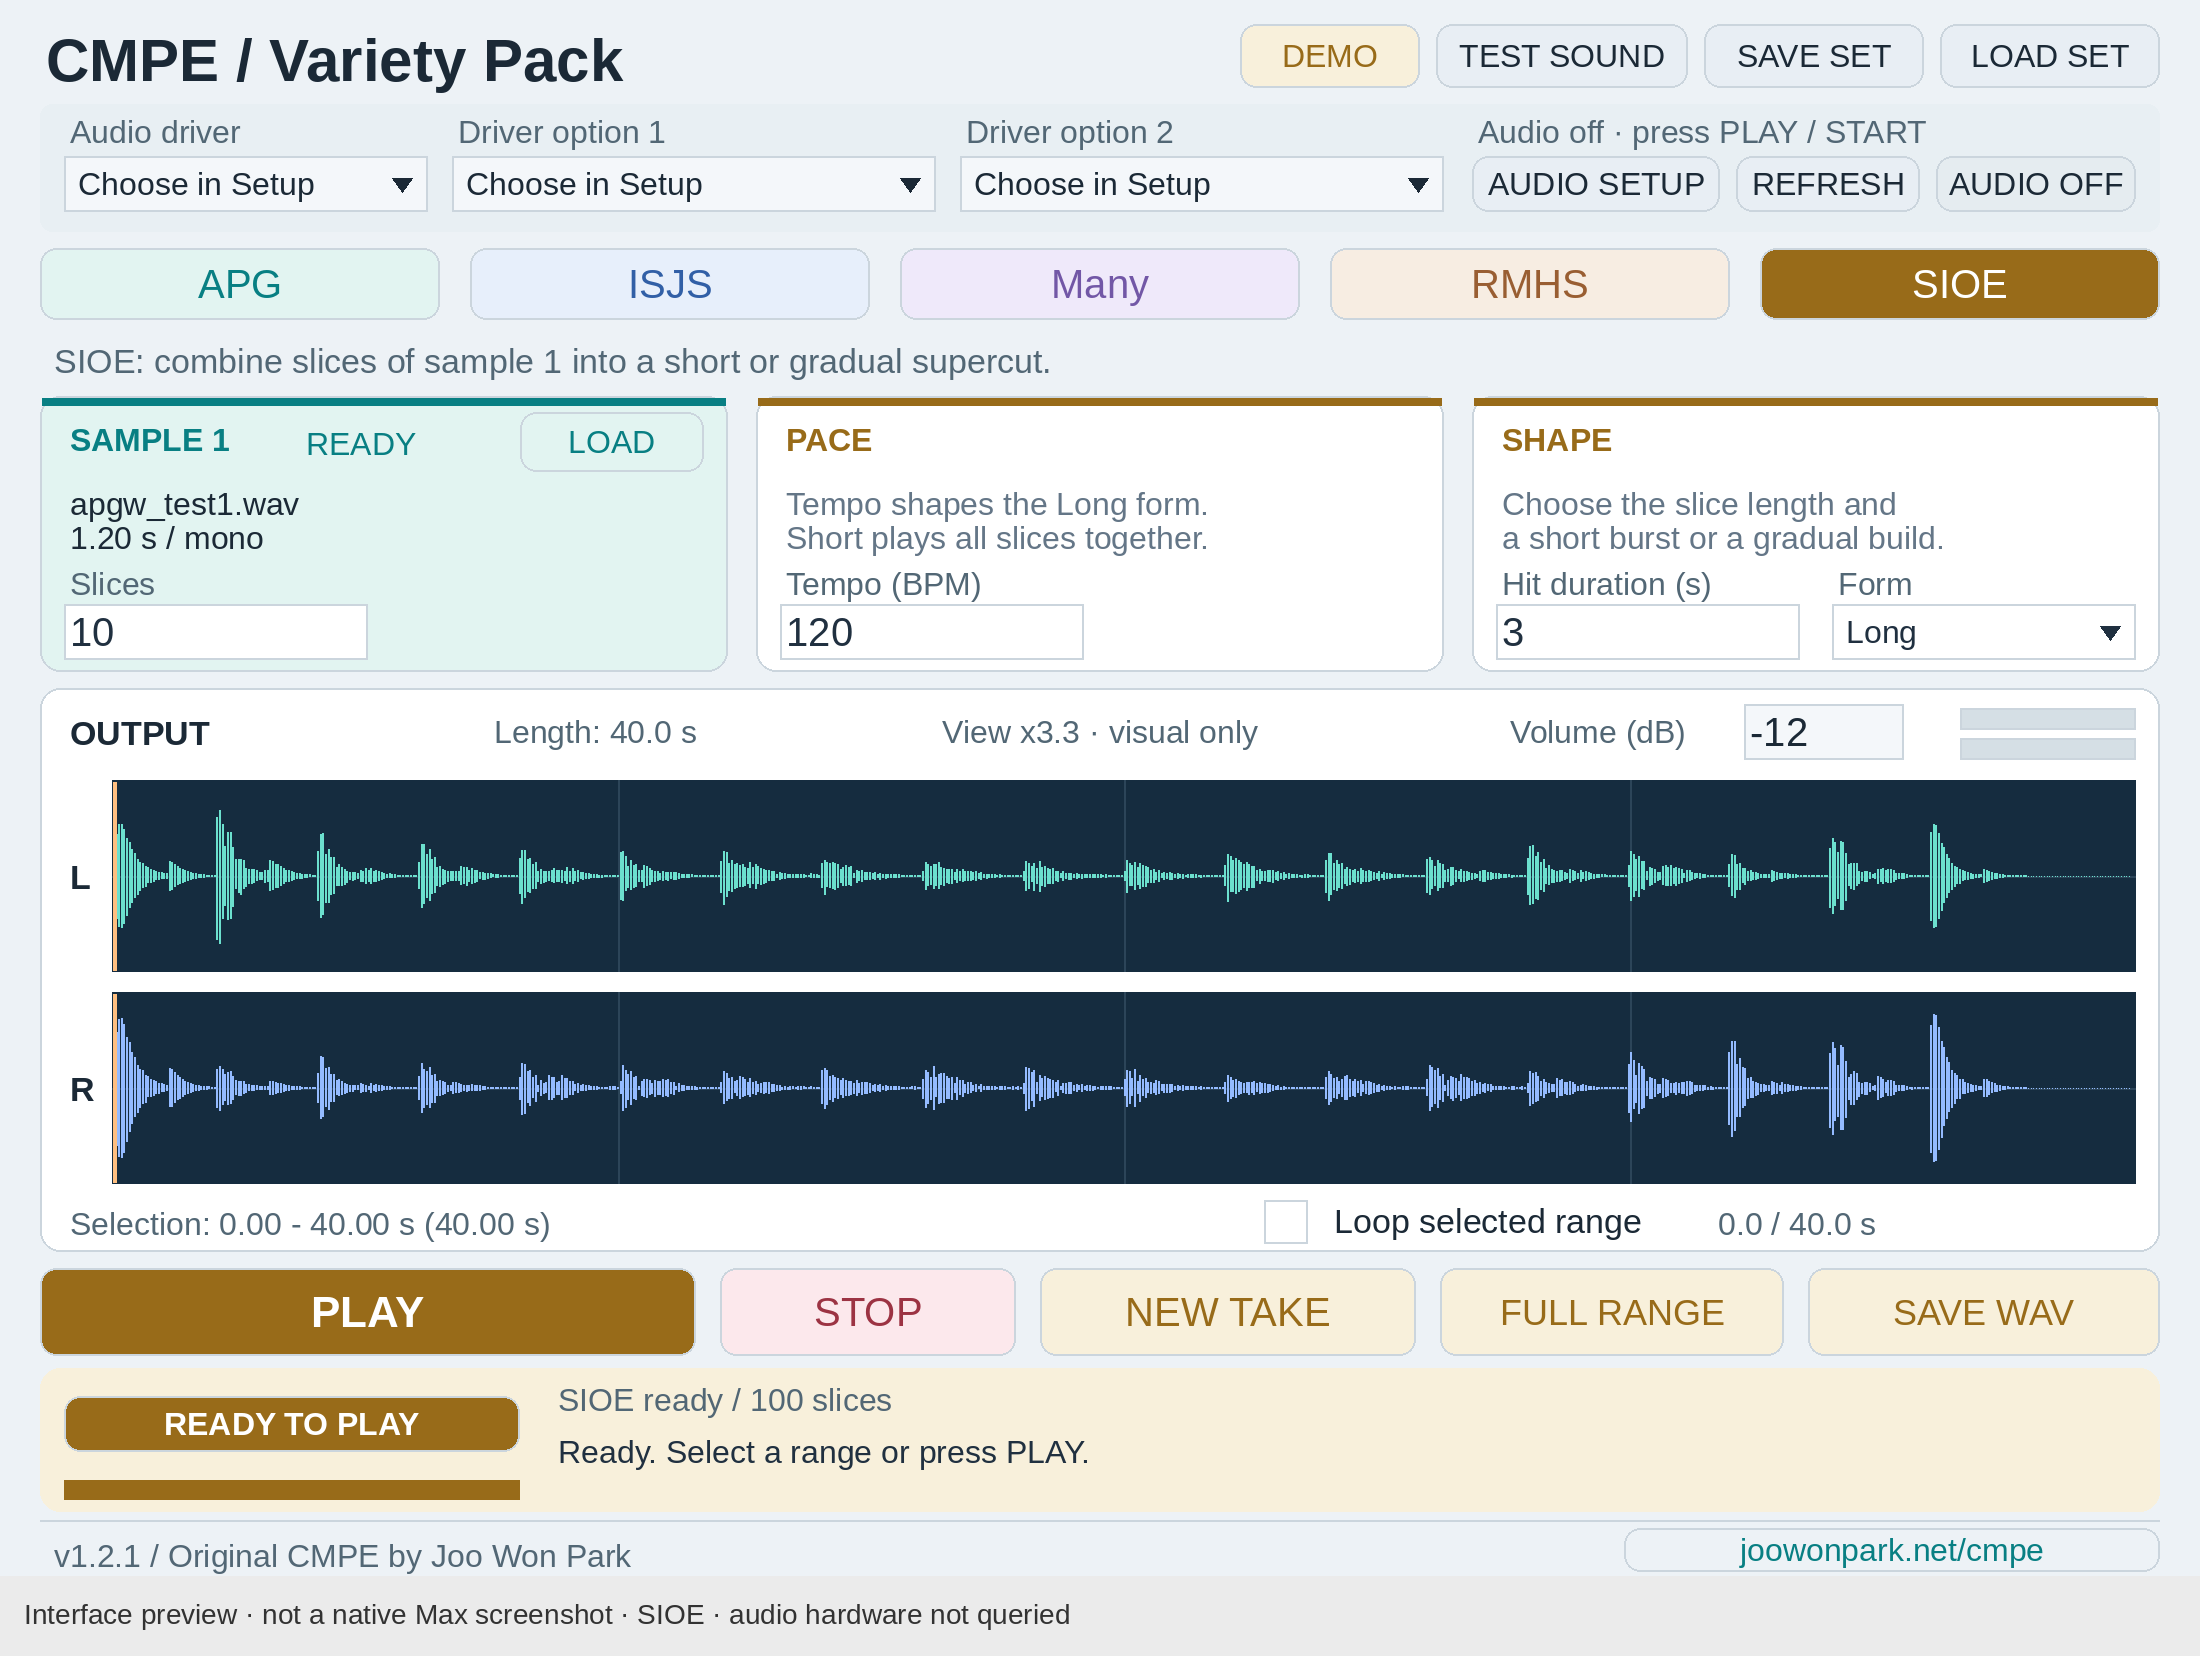 CMPE / Variety Pack
DEMO
TEST SOUND
SAVE SET
LOAD SET
Audio driver
Driver option 1
Driver option 2
Audio off · press PLAY / START
Choose in Setup
Choose in Setup
Choose in Setup
AUDIO SETUP
REFRESH
AUDIO OFF
APG
ISJS
Many
RMHS
SIOE
SIOE: combine slices of sample 1 into a short or gradual supercut.
SAMPLE 1
READY
LOAD
apgw_test1.wav
1.20 s / mono
Slices
10
PACE
Tempo shapes the Long form.
Short plays all slices together.
Tempo (BPM)
120
SHAPE
Choose the slice length and
a short burst or a gradual build.
Hit duration (s)
Form
3
Long
OUTPUT
Length: 40.0 s
View x3.3 · visual only
Volume (dB)
-12
L
R
Selection: 0.00 - 40.00 s (40.00 s)
Loop selected range
0.0 / 40.0 s
PLAY
STOP
NEW TAKE
FULL RANGE
SAVE WAV
READY TO PLAY
SIOE ready / 100 slices
Ready. Select a range or press PLAY.
v1.2.1 / Original CMPE by Joo Won Park
joowonpark.net/cmpe
Interface preview · not a native Max screenshot · SIOE · audio hardware not queried